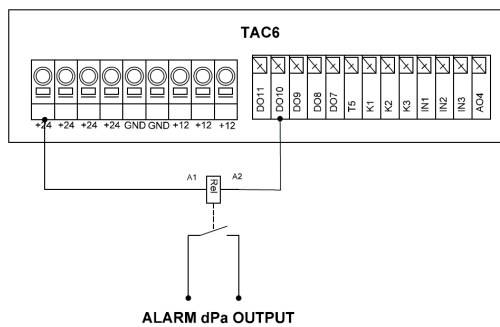 TAC6
+24 +24 +24 +24 GND GND +12 +12 +12
DO11 DO10 DO9 DO8 DO7 T5 K1 K2 K3 IN1 IN2 IN3 AO4
A1 Rel A2
ALARM dPa OUTPUT